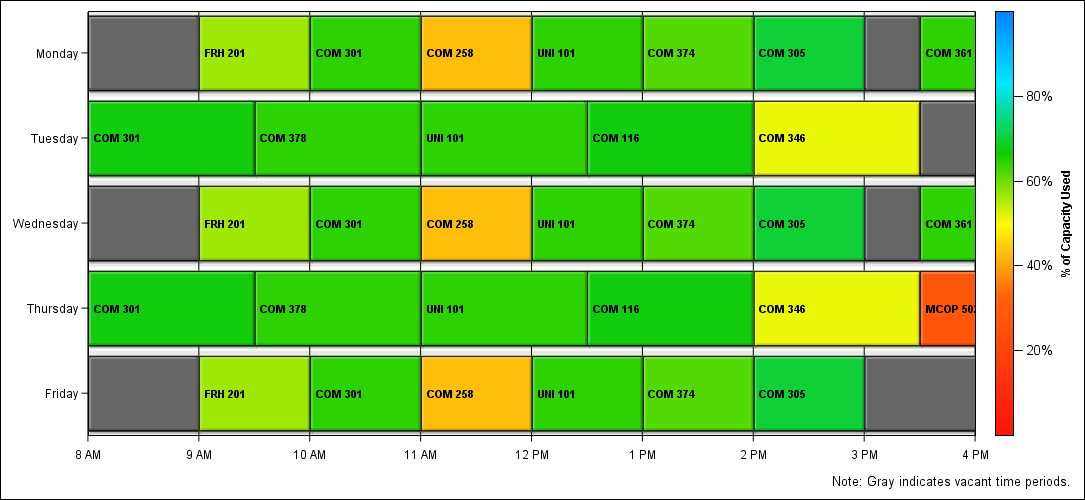 Monday FRH 201 COM 301 COM 258 UNI 101 COM 374 COM 305 COM 361
80%
Tuesday COM 301 COM 378 UNI 101 COM 116 COM 346
60%
Wednesday FRH 201 COM 301 COM 258 UNI 101 COM 374 COM 305 COM 361
% of Capacity Used
40%
Thursday COM 301 COM 378 UNI 101 COM 116 COM 346 MCOP
20%
Friday FRH 201 COM 301 COM 258 UNI 101 COM 374 COM 305
8 AM 9 AM 10 AM 11 AM 12 PM 1 PM 2 PM 3 PM 4 PM
Note: Gray indicates vacant time periods.